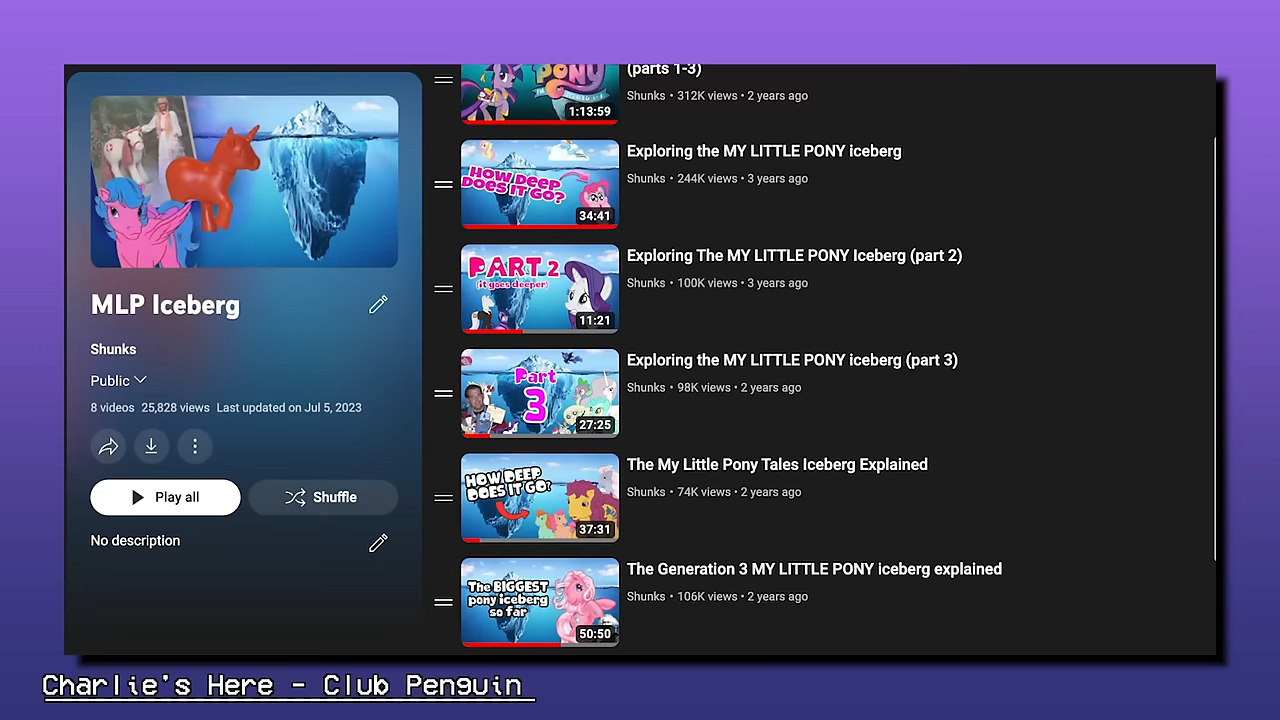 MLP Iceberg
Shunks
Public
8 videos 25,828 views Last updated on Jul 5, 2023
Play all
Shuffle
No description
PONY
1:13:59
(parts 1-3)
Shunks • 312K views • 2 years ago
HOW DEEP
DOES IT GO?
34:41
Exploring the MY LITTLE PONY iceberg
Shunks • 244K views • 3 years ago
PART 2
(it goes deeper)
11:21
Exploring The MY LITTLE PONY Iceberg (part 2)
Shunks • 100K views • 3 years ago
Part
3
27:25
Exploring the MY LITTLE PONY iceberg (part 3)
Shunks • 98K views • 2 years ago
HOW DEEP
DOES IT GO?
37:31
The My Little Pony Tales Iceberg Explained
Shunks • 74K views • 2 years ago
The BIGGEST
pony iceberg
so far
50:50
The Generation 3 MY LITTLE PONY iceberg explained
Shunks • 106K views • 2 years ago
Charlie's Here - Club Penguin